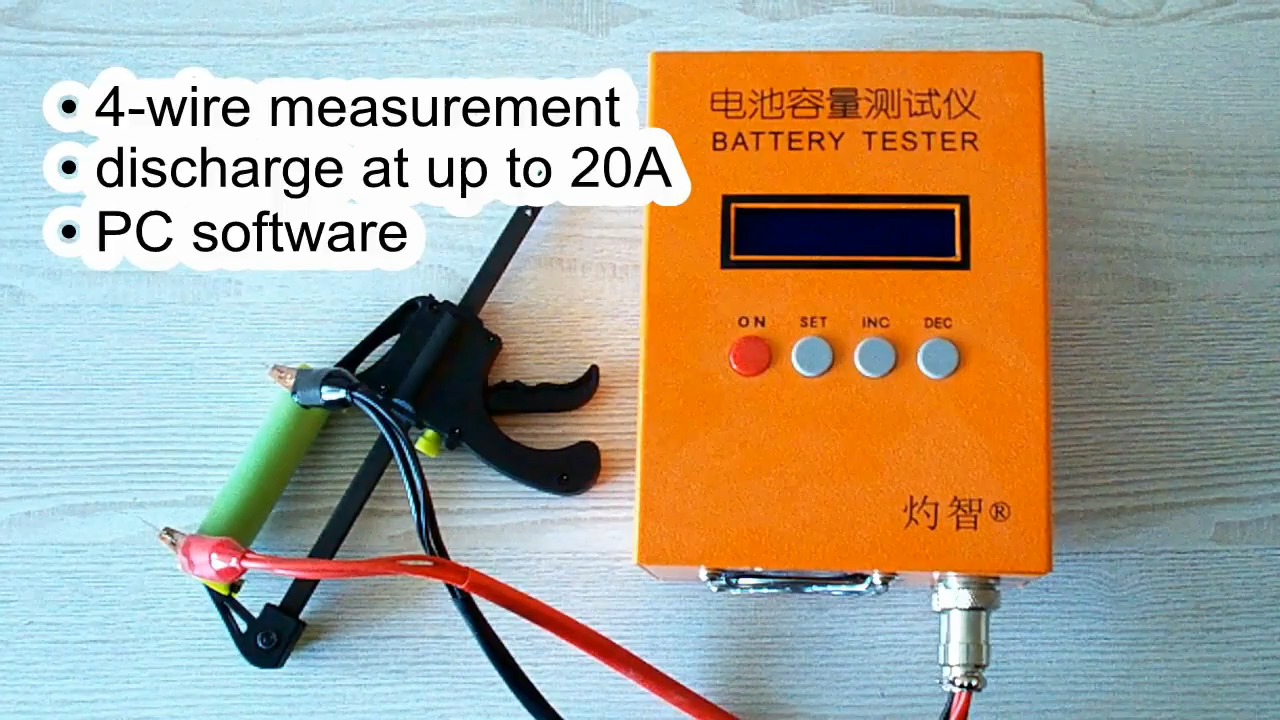 • 4-wire measurement
• discharge at up to 20A
• PC software
电池容量测试仪
BATTERY TESTER
ON SET INC DEC
灼智®